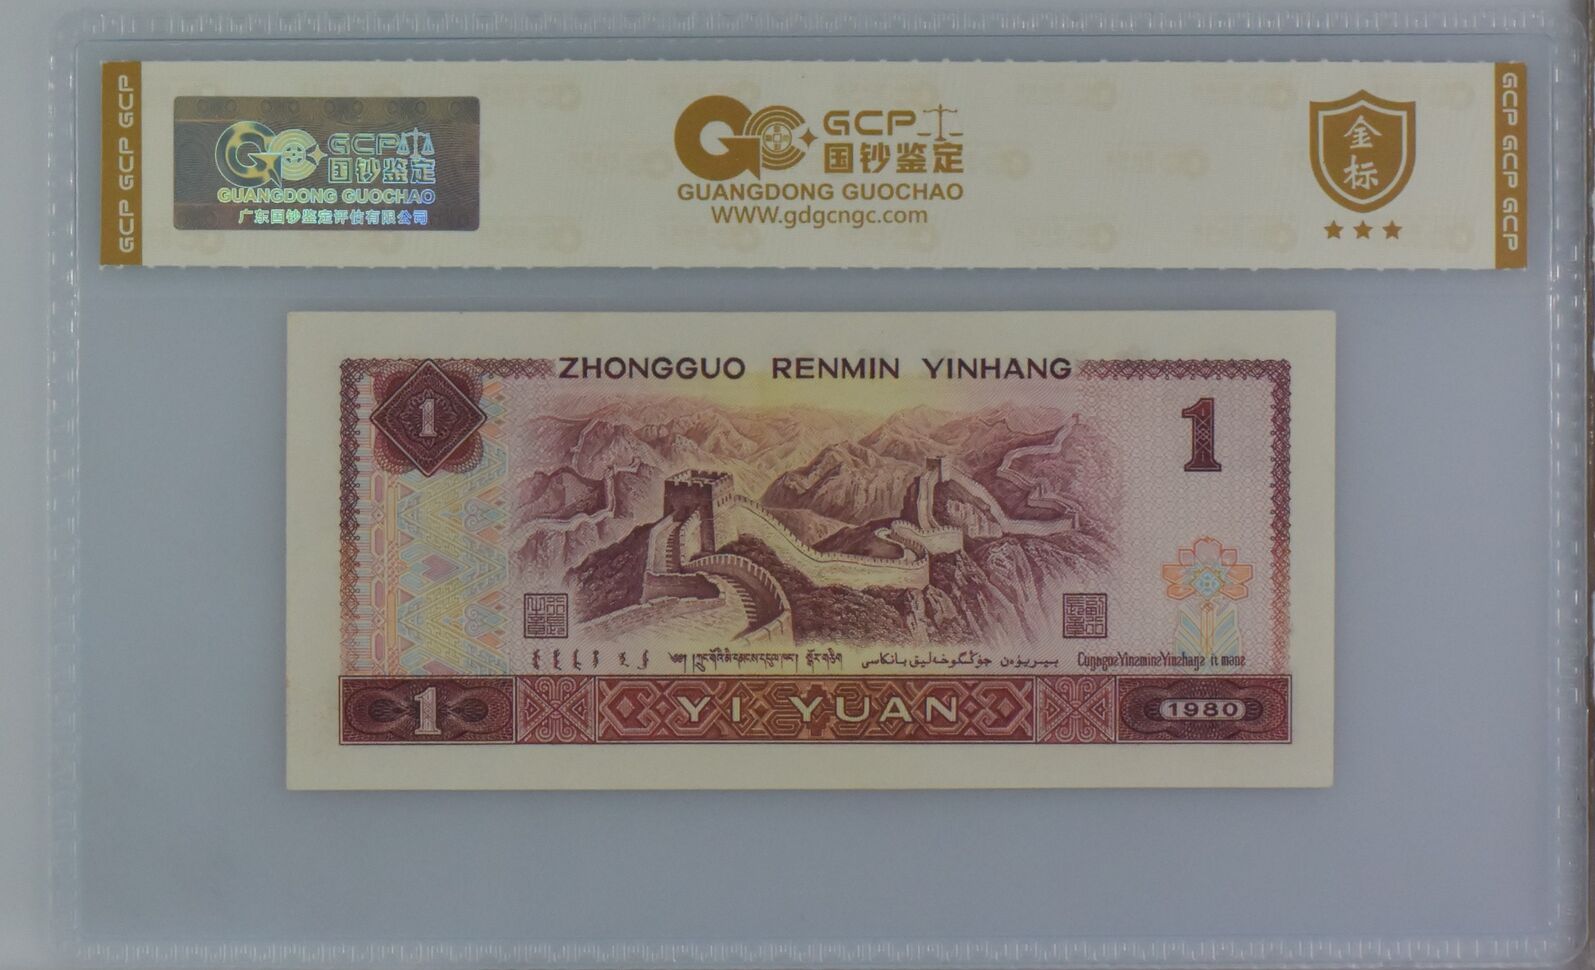 GCP GCP GCP
GCP
国钞鉴定
GUANGDONG GUOCHAO
广东国钞鉴定评估有限公司
GCP
国钞鉴定
GUANGDONG GUOCHAO
WWW.gdgcngc.com
金
标
GCP GCP GCP
ZHONGGUO RENMIN YINHANG
1
1
YI YUAN
1
1980